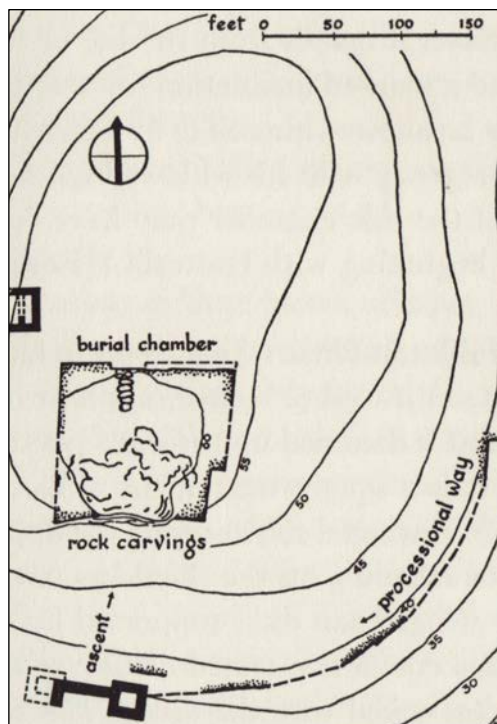 feet 0 50 100 150
burial chamber
60
55
50
rock carvings
45
← processional way
40
ascent →
35
30